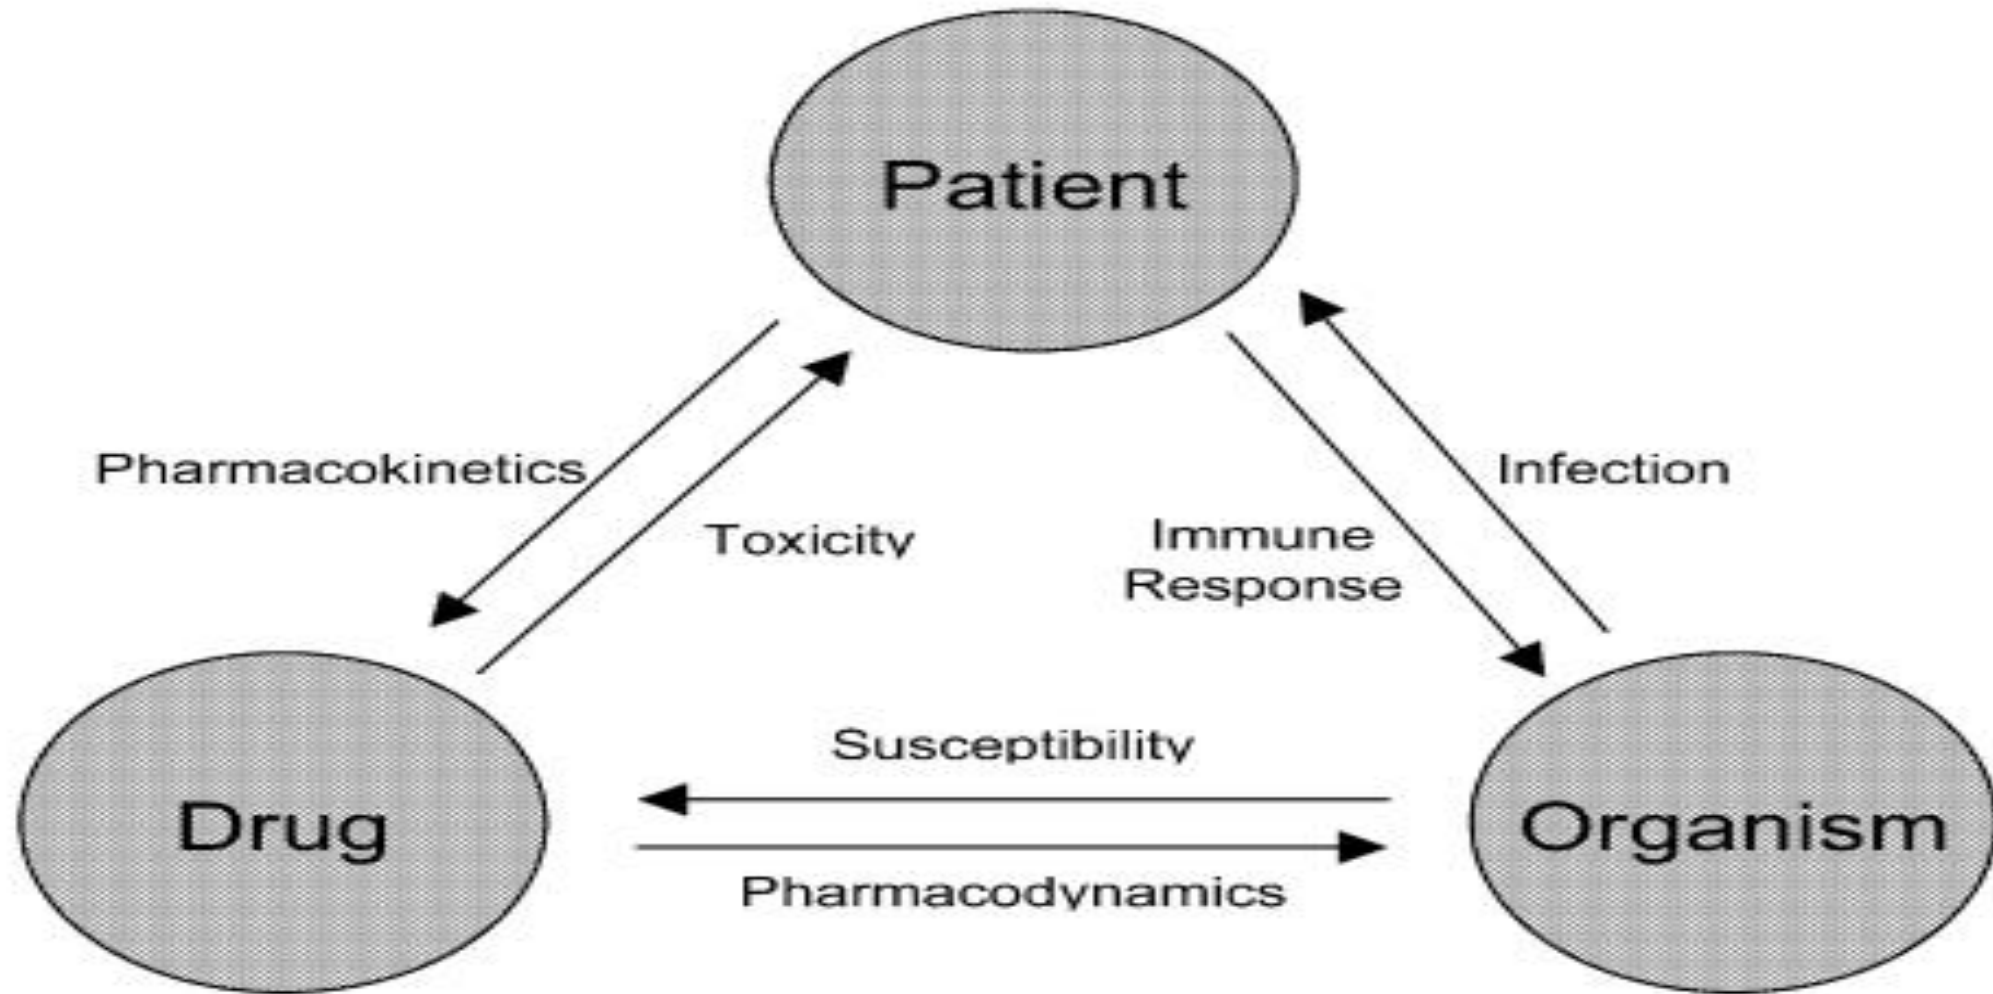 Patient
Pharmacokinetics
Infection
Toxicity
Immune
Response
Susceptibility
Drug
Organism
Pharmacodynamics